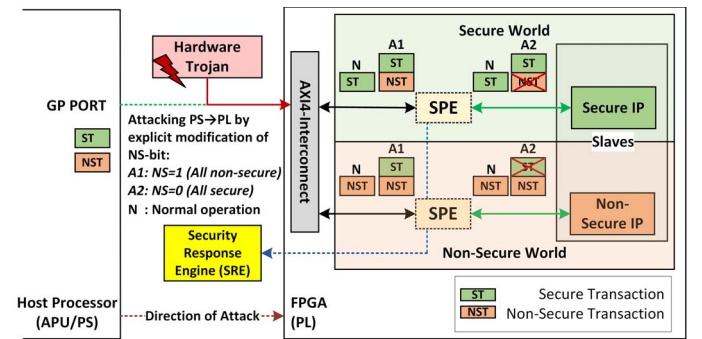 Hardware
Trojan
GP PORT
ST
NST
Attacking PS→PL by
explicit modification of
NS-bit:
A1: NS=1 (All non-secure)
A2: NS=0 (All secure)
N : Normal operation
Security
Response
Engine (SRE)
Host Processor
(APU/PS)
Direction of Attack
FPGA
(PL)
AXI4-Interconnect
Secure World
A1
N
ST
ST
NST
A2
N
ST
ST
NST
SPE
Secure IP
Slaves
A1
N
ST
NST
NST
A2
N
ST
NST
NST
SPE
Non-
Secure IP
Non-Secure World
ST Secure Transaction
NST Non-Secure Transaction